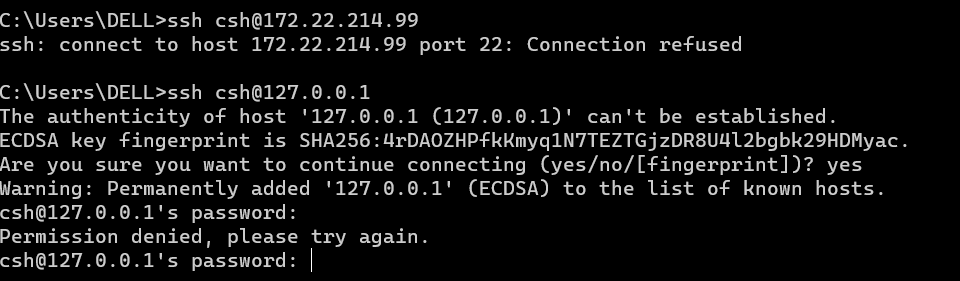 C:\Users\DELL>ssh csh@172.22.214.99
ssh: connect to host 172.22.214.99 port 22: Connection refused
C:\Users\DELL>ssh csh@127.0.0.1
The authenticity of host '127.0.0.1 (127.0.0.1)' can't be established.
ECDSA key fingerprint is SHA256:4rDAOZHPfkKmyq1N7TEZTGjzDR8U4l2bgbk29HDMyac.
Are you sure you want to continue connecting (yes/no/[fingerprint])? yes
Warning: Permanently added '127.0.0.1' (ECDSA) to the list of known hosts.
csh@127.0.0.1's password:
Permission denied, please try again.
csh@127.0.0.1's password: